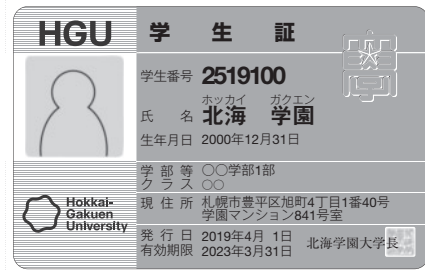 HGU 学生証
学生番号 2519100
ホッカイ ガクエン
氏名 北海 学園
生年月日 2000年12月31日
学部等 〇〇学部1部
クラス 〇〇
現住所 札幌市豊平区旭町4丁目1番40号
学園マンション841号室
発行日 2019年4月 1日
有効期限 2023年3月31日
北海学園大学長
Hokkai-
Gakuen
University